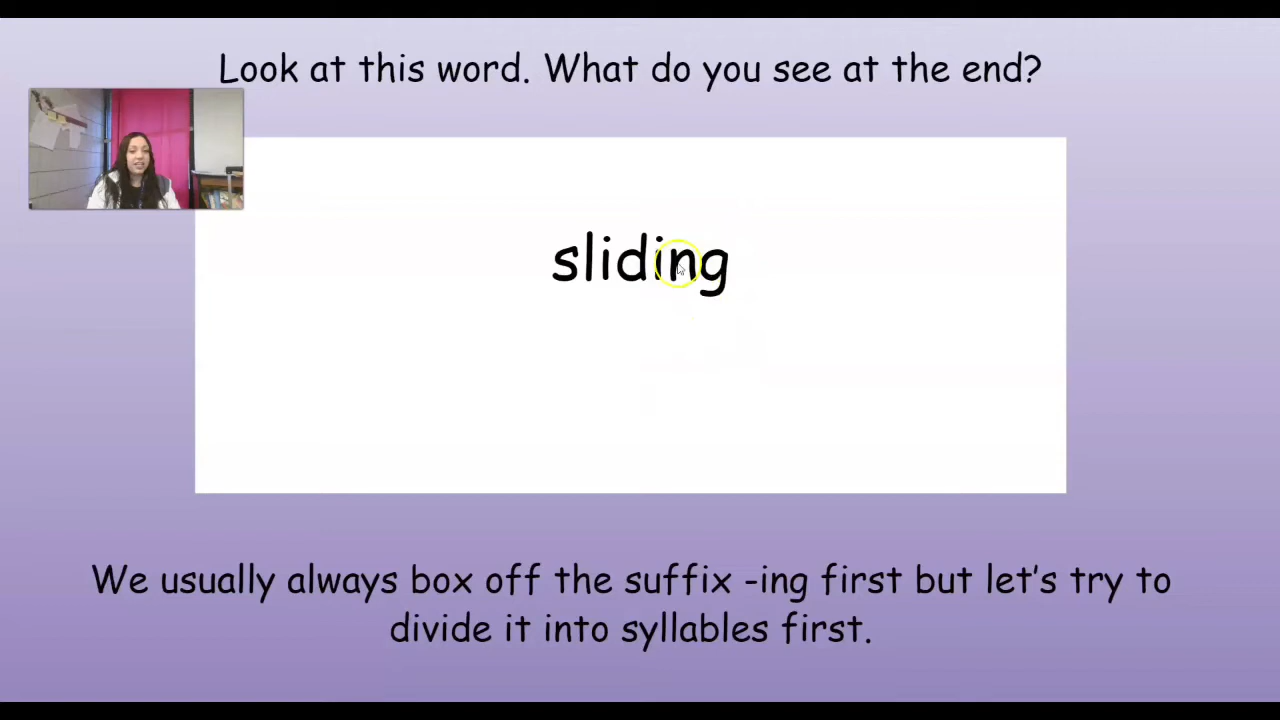 Look at this word. What do you see at the end?
sliding
We usually always box off the suffix -ing first but let's try to
divide it into syllables first.